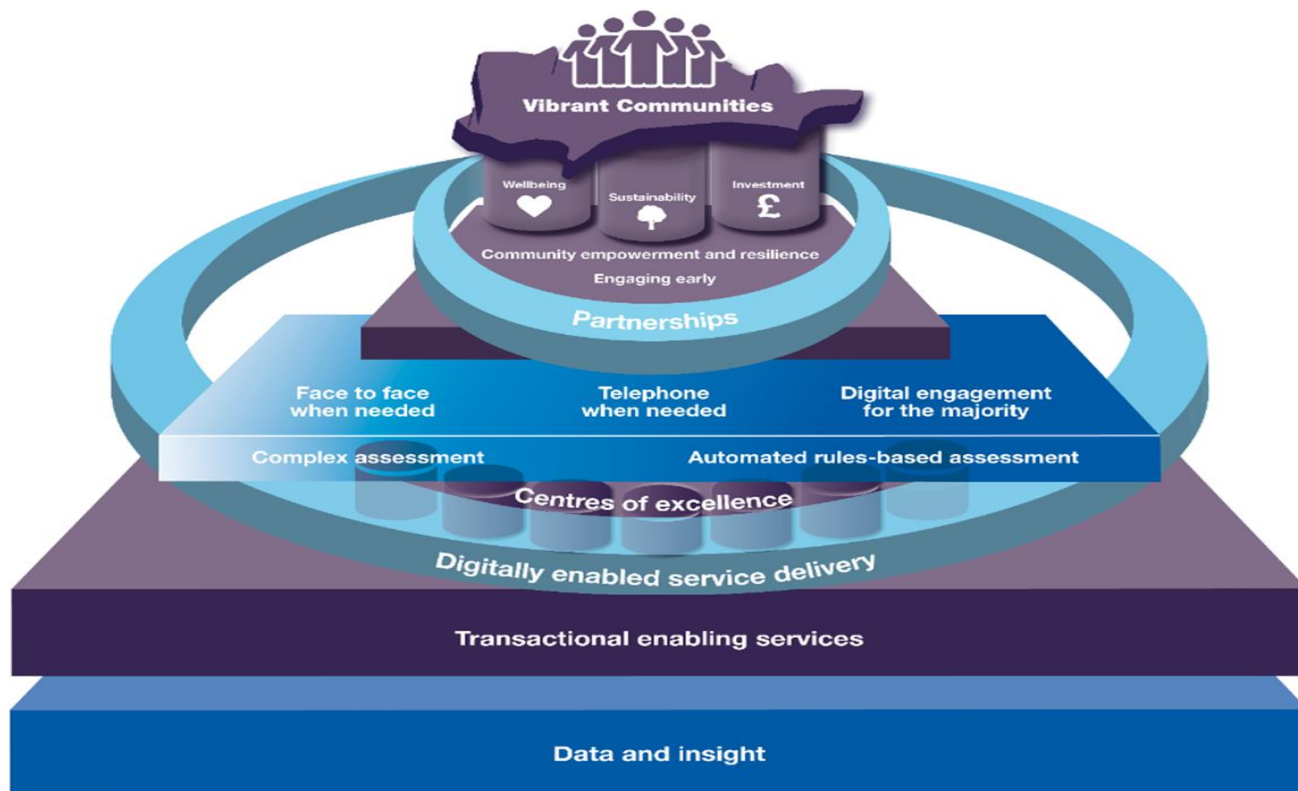 Vibrant Communities
Wellbeing
Sustainability
Investment
£
Community empowerment and resilience
Engaging early
Partnerships
Face to face
when needed
Telephone
when needed
Digital engagement
for the majority
Complex assessment
Automated rules-based assessment
Centres of excellence
Digitally enabled service delivery
Transactional enabling services
Data and insight